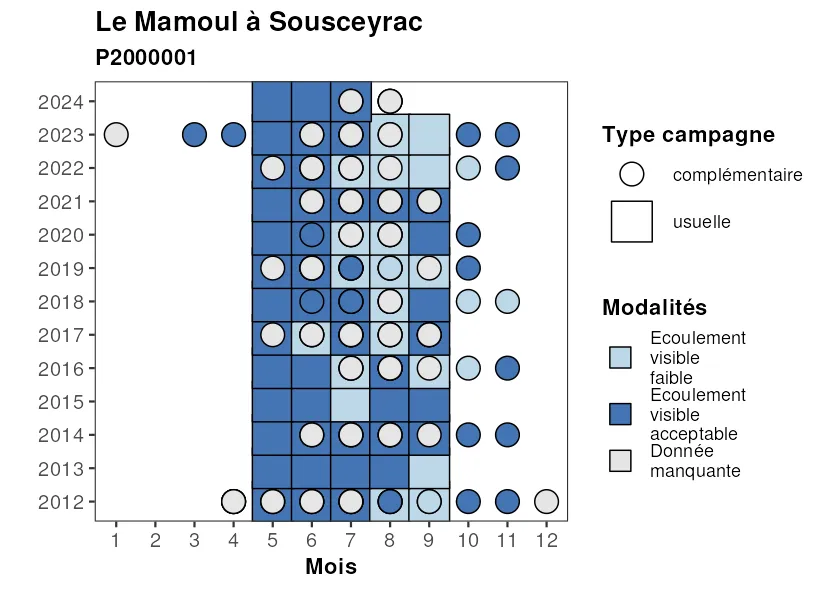 Le Mamoul à Sousceyrac
P2000001
2024
2023
2022
2021
2020
2019
2018
2017
2016
2015
2014
2013
2012
1 2 3 4 5 6 7 8 9 10 11 12
Mois
Type campagne
complémentaire
usuelle
Modalités
Ecoulement
visible
faible
Ecoulement
visible
acceptable
Donnée
manquante